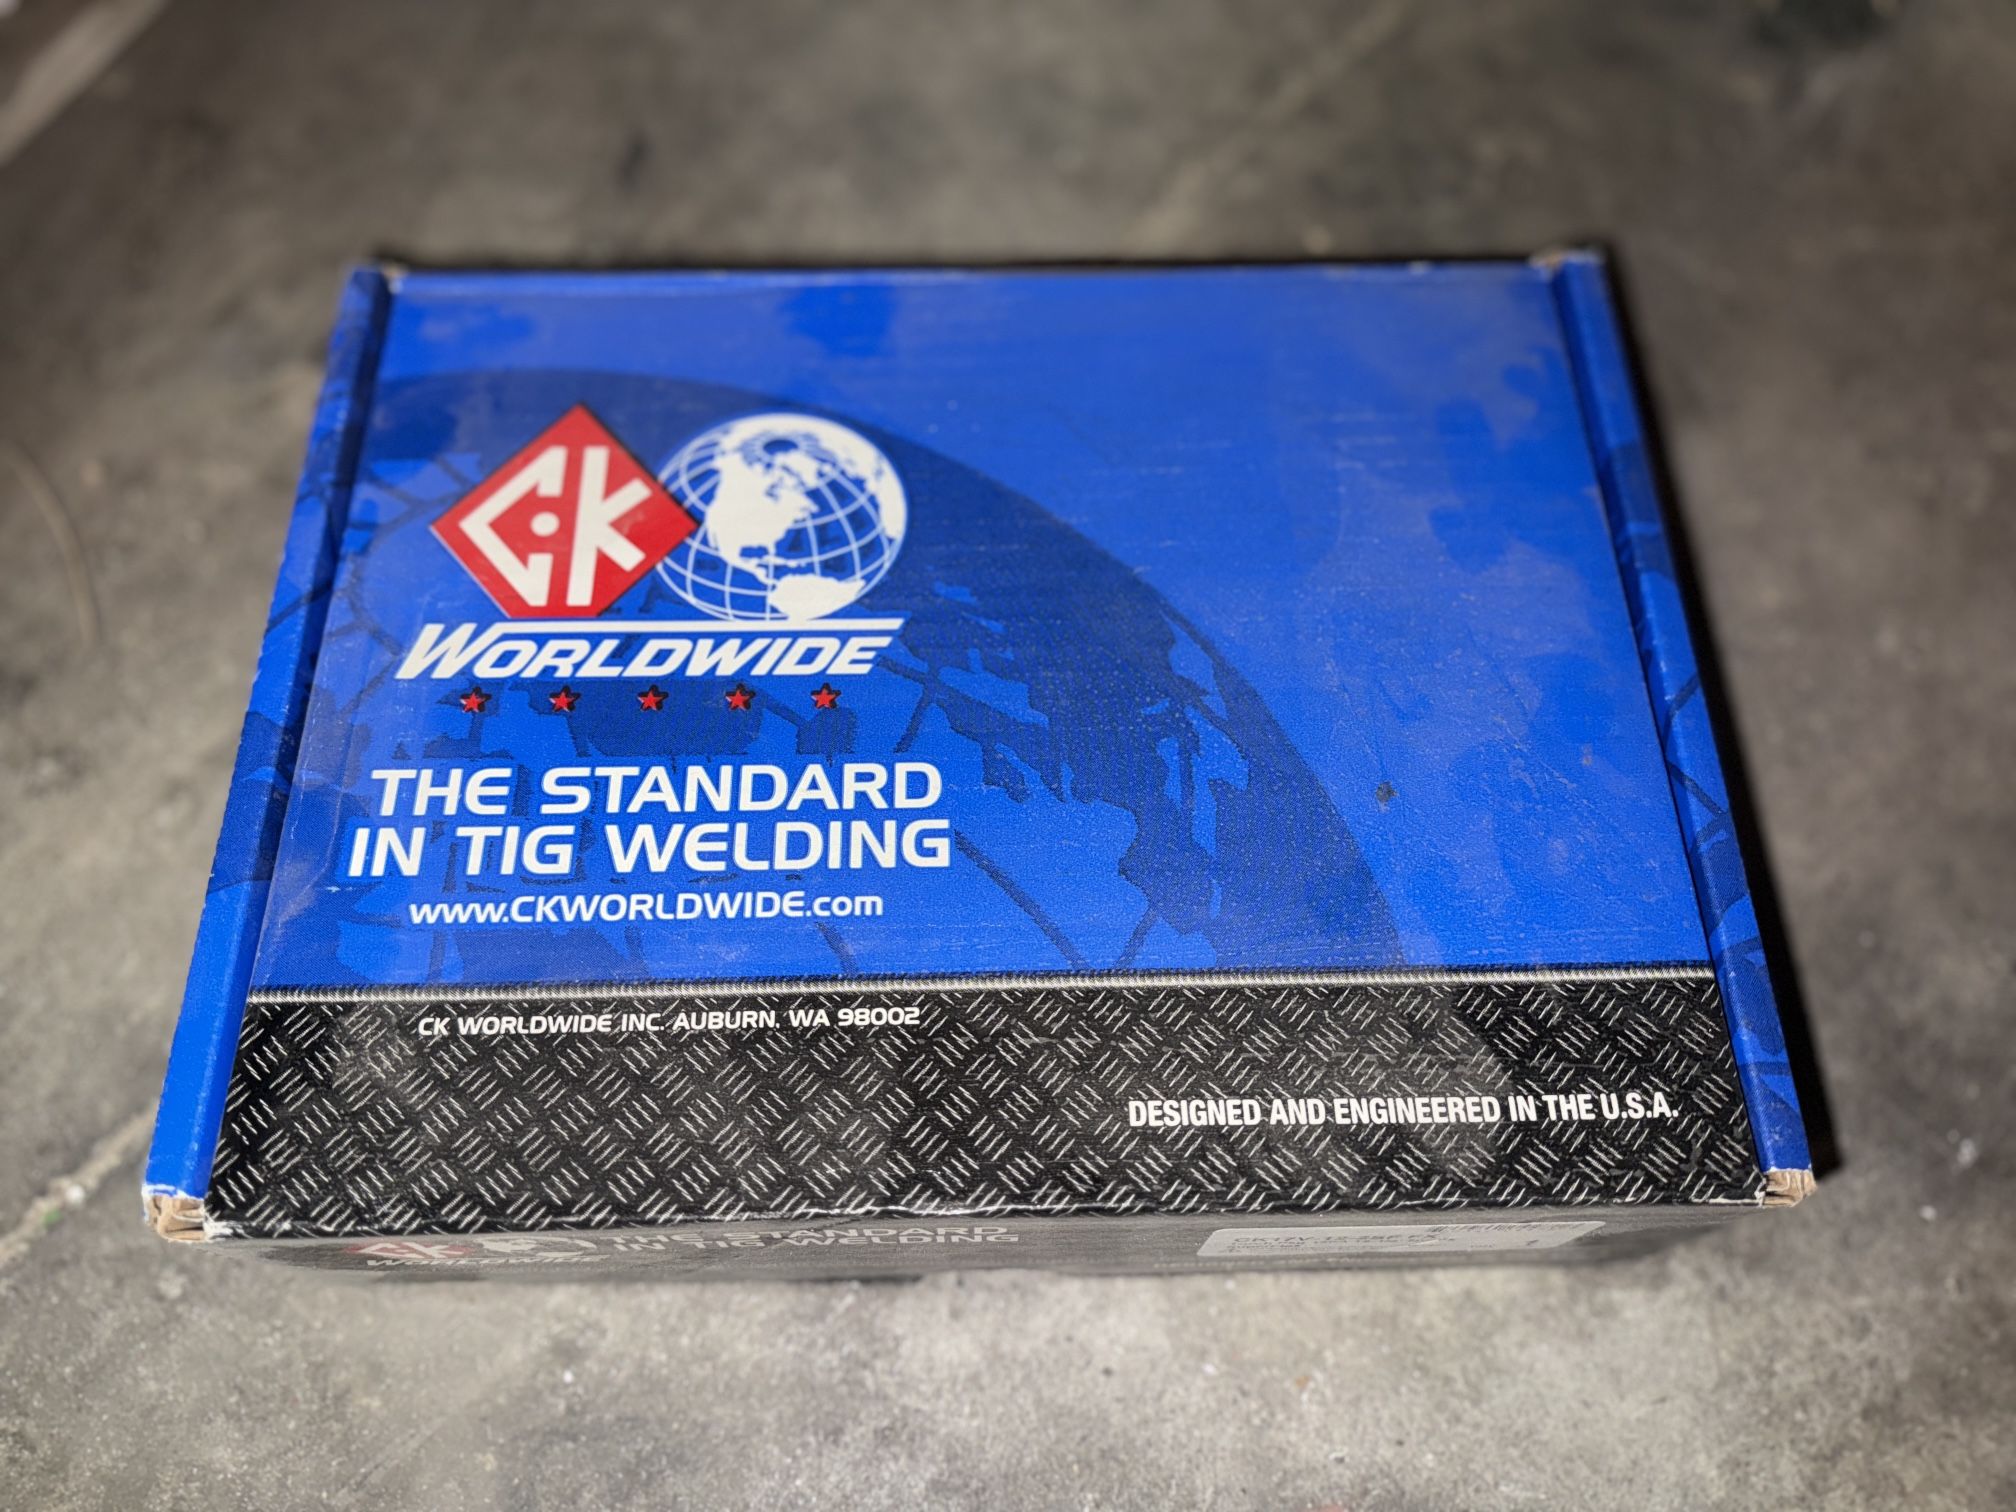 CK
WORLDWIDE
THE STANDARD
IN TIG WELDING
www.CKWORLDWIDE.com
CK WORLDWIDE INC. AUBURN, WA 98002
DESIGNED AND ENGINEERED IN THE U.S.A.
CK
WORLDWIDE
THE STANDARD
IN TIG WELDING